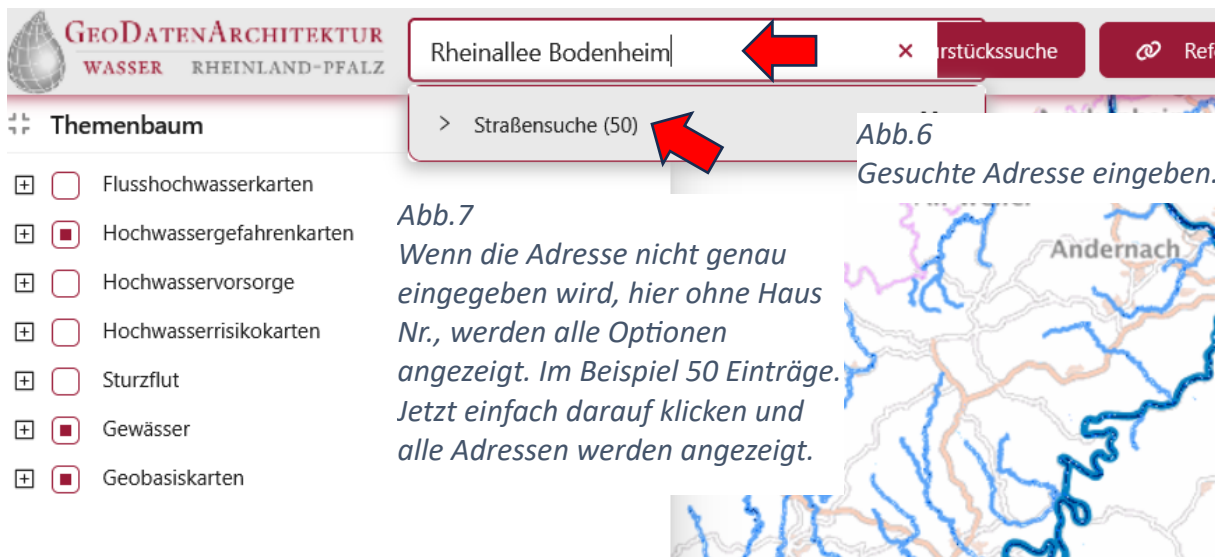 GEODATENARCHITEKTUR
WASSER RHEINLAND-PFALZ
Rheinallee Bodenheim
×
urstückssuche
Refe
Straßensuche (50)
Themenbaum
Flusshochwasserkarten
Hochwassergefahrenkarten
Hochwasservorsorge
Hochwasserrisikokarten
Sturzflut
Gewässer
Geobasiskarten
Abb.6
Gesuchte Adresse eingeben.
Abb.7
Wenn die Adresse nicht genau
eingegeben wird, hier ohne Haus
Nr., werden alle Optionen
angezeigt. Im Beispiel 50 Einträge.
Jetzt einfach darauf klicken und
alle Adressen werden angezeigt.
Andernach